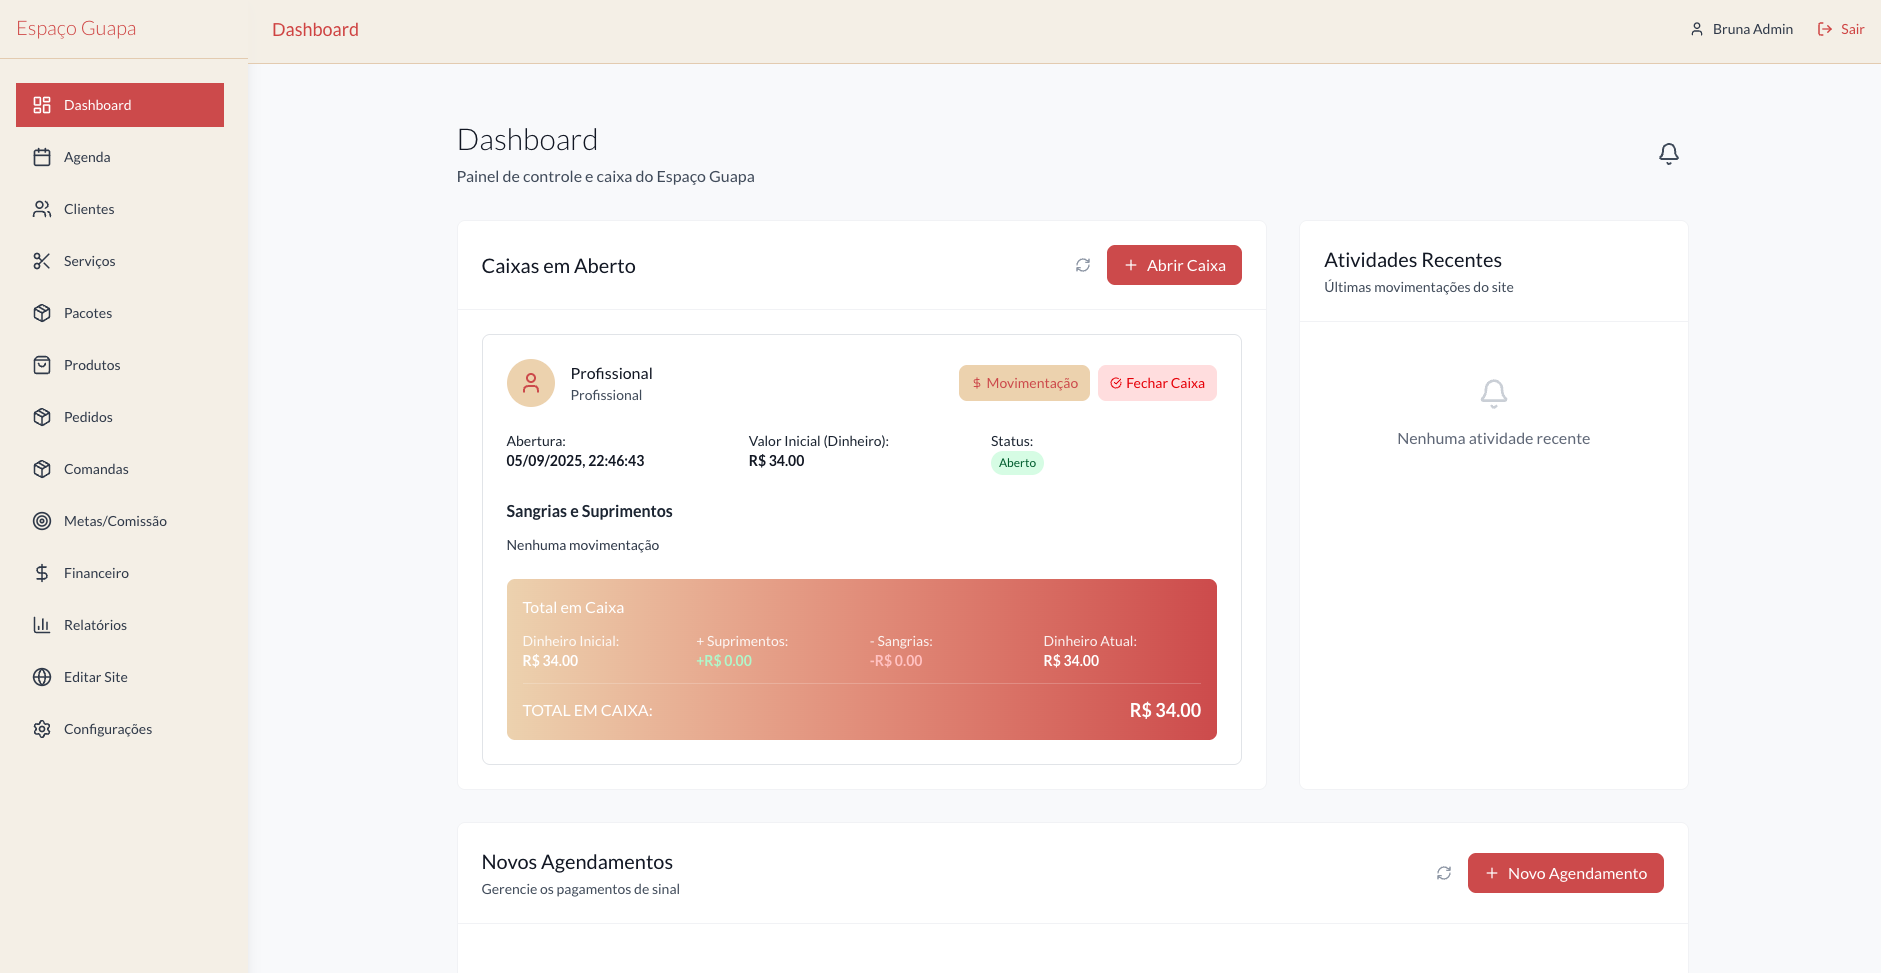 Espaço Guapa
Dashboard
Bruna Admin
Sair
Dashboard
Agenda
Clientes
Serviços
Pacotes
Produtos
Pedidos
Comandas
Metas/Comissão
Financeiro
Relatórios
Editar Site
Configurações
Dashboard
Painel de controle e caixa do Espaço Guapa
Caixas em Aberto
Abrir Caixa
Profissional
Profissional
Movimentação
Fechar Caixa
Abertura:
05/09/2025, 22:46:43
Valor Inicial (Dinheiro):
R$ 34.00
Status:
Aberto
Sangrias e Suprimentos
Nenhuma movimentação
Total em Caixa
Dinheiro Inicial:
R$ 34.00
+ Suprimentos:
+R$ 0.00
- Sangrias:
-R$ 0.00
Dinheiro Atual:
R$ 34.00
TOTAL EM CAIXA:
R$ 34.00
Atividades Recentes
Últimas movimentações do site
Nenhuma atividade recente
Novos Agendamentos
Gerencie os pagamentos de sinal
Novo Agendamento